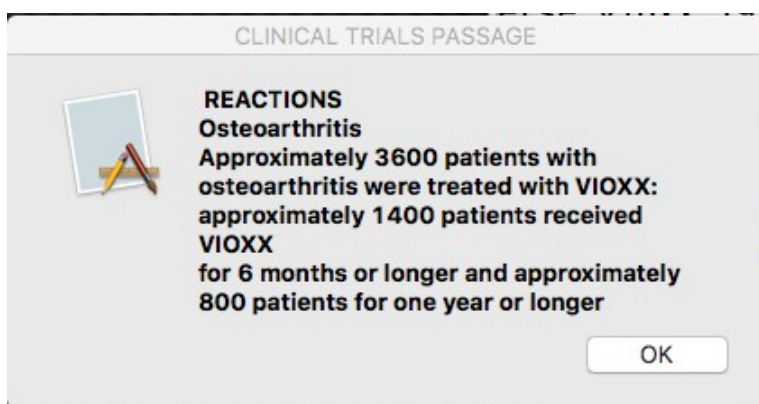 CLINICAL TRIALS PASSAGE
REACTIONS
Osteoarthritis
Approximately 3600 patients with
osteoarthritis were treated with VIOXX:
approximately 1400 patients received
VIOXX
for 6 months or longer and approximately
800 patients for one year or longer
OK